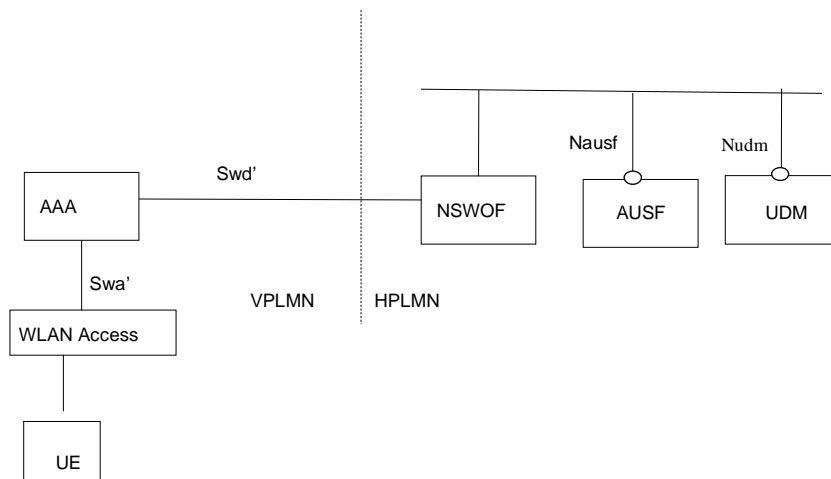 Nausf
Nudm
Swd’
AAA
NSWOF
AUSF
UDM
Swa’
VPLMN
HPLMN
WLAN Access
UE